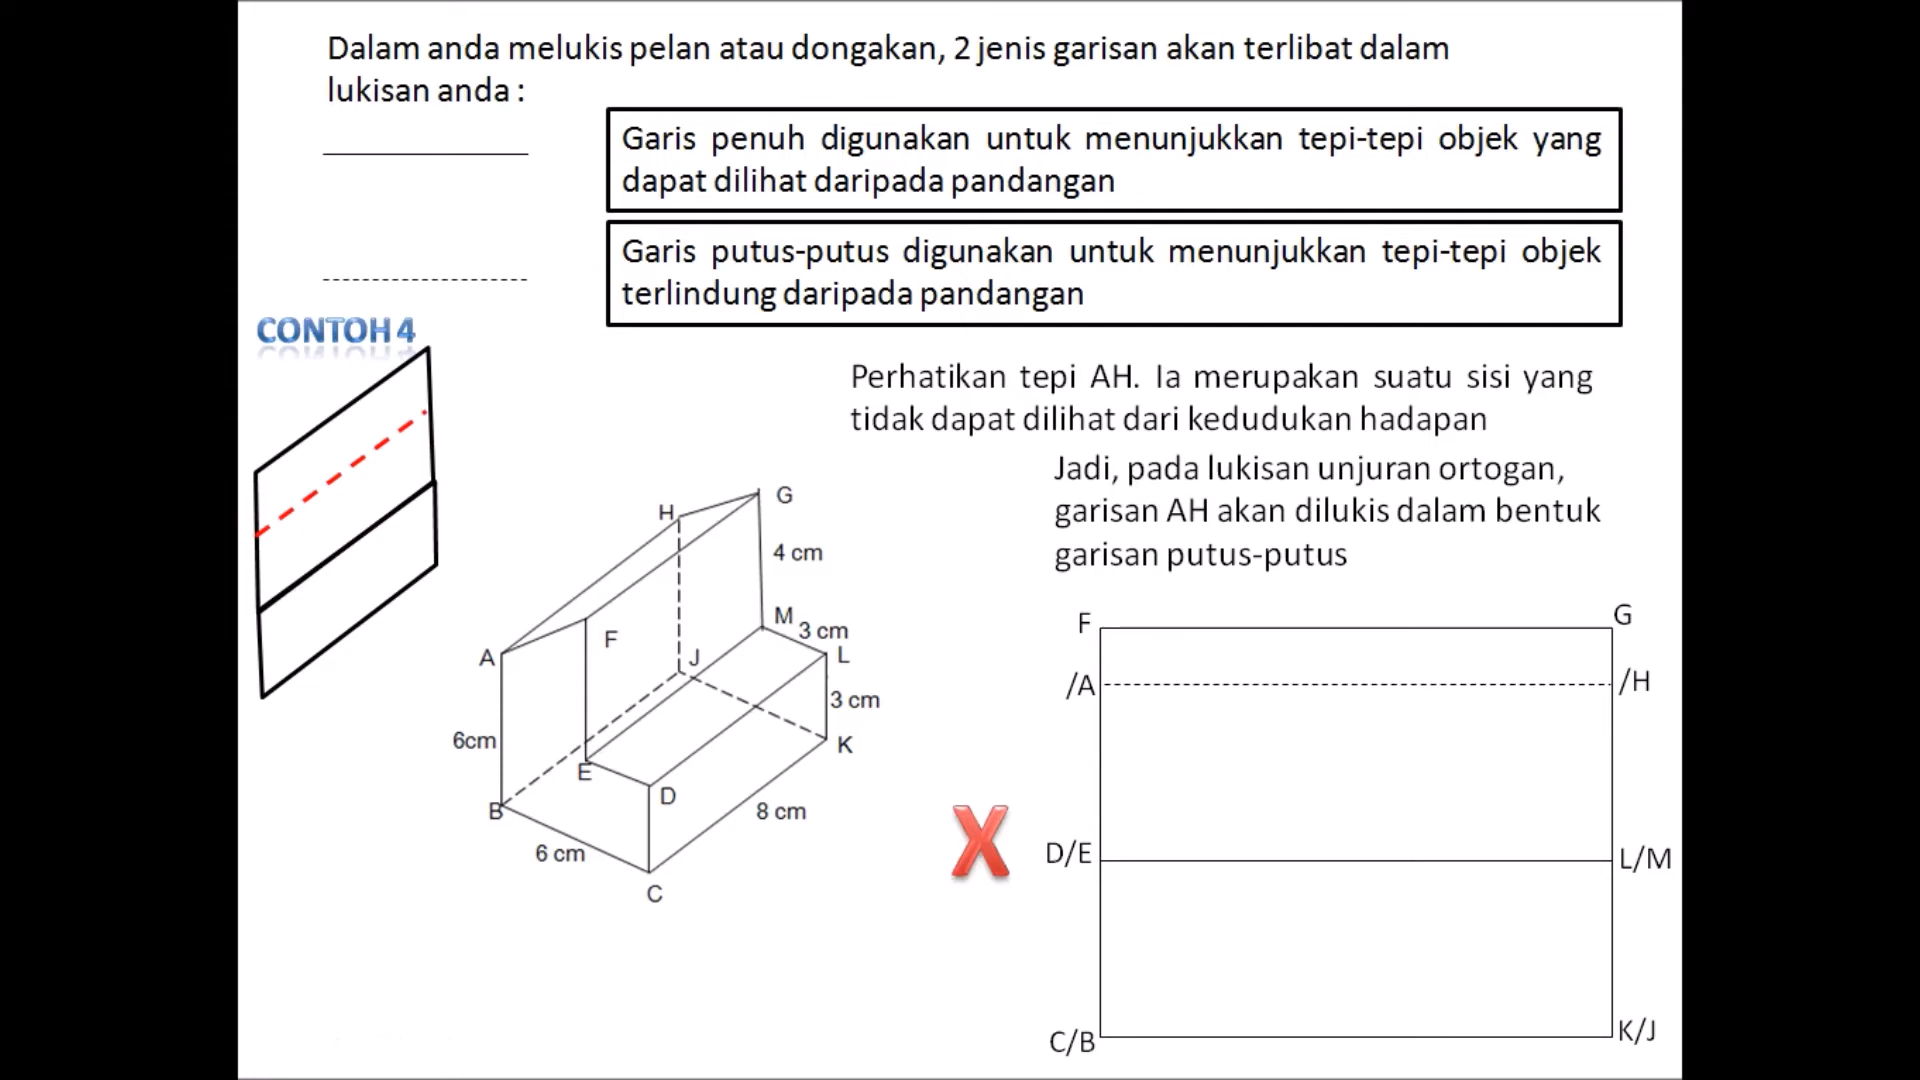 Dalam anda melukis pelan atau dongakan, 2 jenis garisan akan terlibat dalam
lukisan anda :
Garis penuh digunakan untuk menunjukkan tepi-tepi objek yang
dapat dilihat daripada pandangan
Garis putus-putus digunakan untuk menunjukkan tepi-tepi objek
terlindung daripada pandangan
CONTOH 4
Perhatikan tepi AH. Ia merupakan suatu sisi yang
tidak dapat dilihat dari kedudukan hadapan
Jadi, pada lukisan unjuran ortogan,
garisan AH akan dilukis dalam bentuk
garisan putus-putus
G
H
4 cm
M
3 cm
F
A
J
L
3 cm
6cm
K
E
D
B
8 cm
6 cm
C
X
F
G
/A
/H
D/E
L/M
C/B
K/J